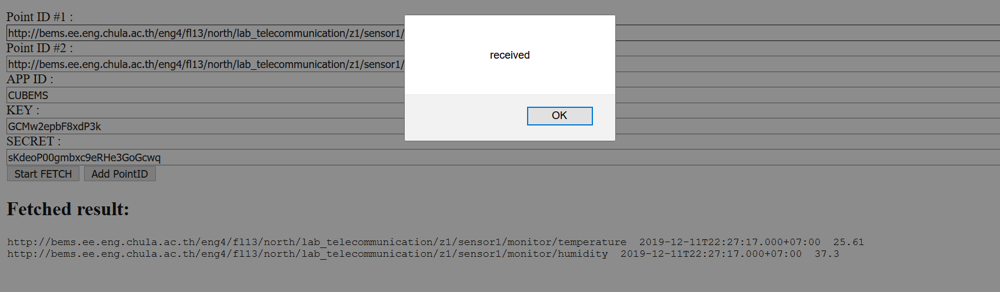 Point ID #1 :
http://bems.ee.eng.chula.ac.th/eng4/fl13/north/lab_telecommunication/z1/sensor1/
Point ID #2 :
http://bems.ee.eng.chula.ac.th/eng4/fl13/north/lab_telecommunication/z1/sensor1/
APP ID :
CUBEMS
KEY :
GCMw2epbF8xdP3k
SECRET :
sKdeoP00gmbxc9eRHe3GoGcwq
Start FETCH Add PointID
received
OK
Fetched result:
http://bems.ee.eng.chula.ac.th/eng4/fl13/north/lab_telecommunication/z1/sensor1/monitor/temperature 2019-12-11T22:27:17.000+07:00 25.61
http://bems.ee.eng.chula.ac.th/eng4/fl13/north/lab_telecommunication/z1/sensor1/monitor/humidity 2019-12-11T22:27:17.000+07:00 37.3